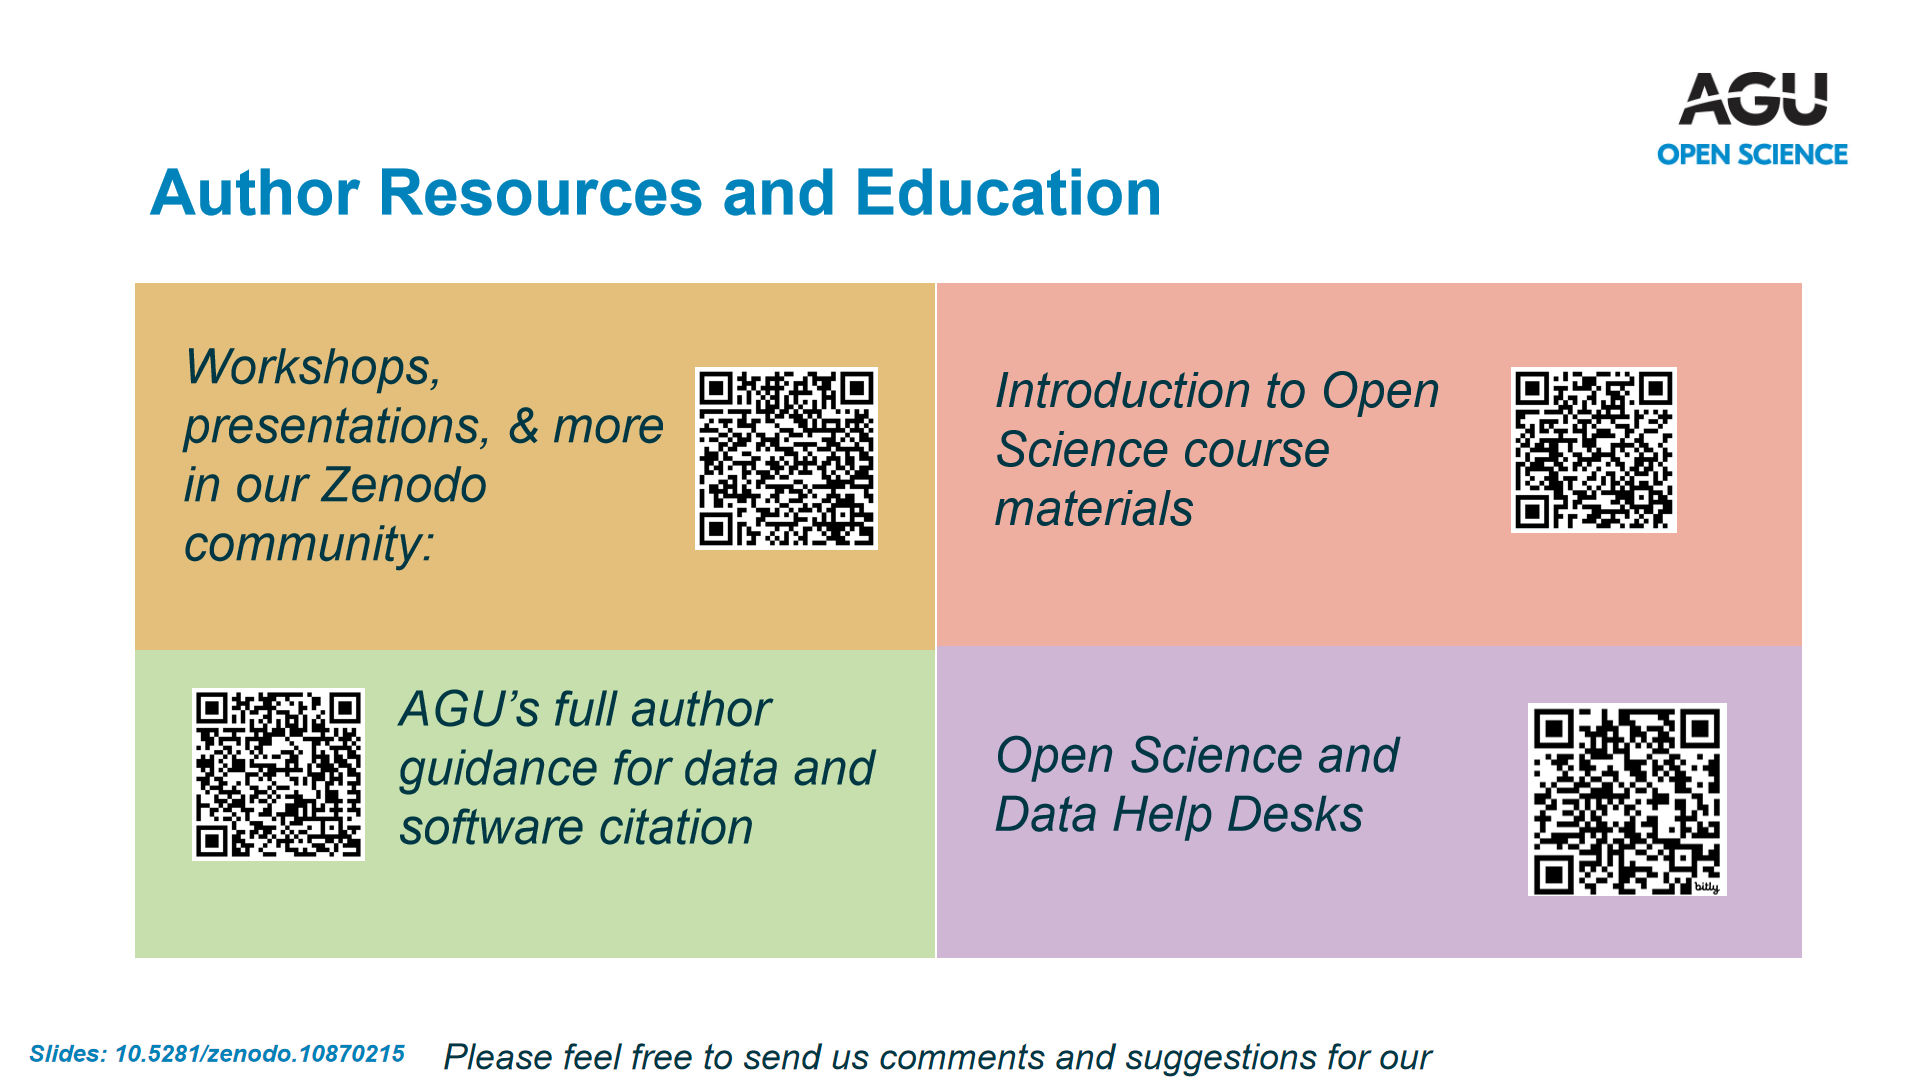 AGU
OPEN SCIENCE
Author Resources and Education
Workshops,
presentations, & more
in our Zenodo
community:
Introduction to Open
Science course
materials
AGU’s full author
guidance for data and
software citation
Open Science and
Data Help Desks
bitly
Slides: 10.5281/zenodo.10870215
Please feel free to send us comments and suggestions for our